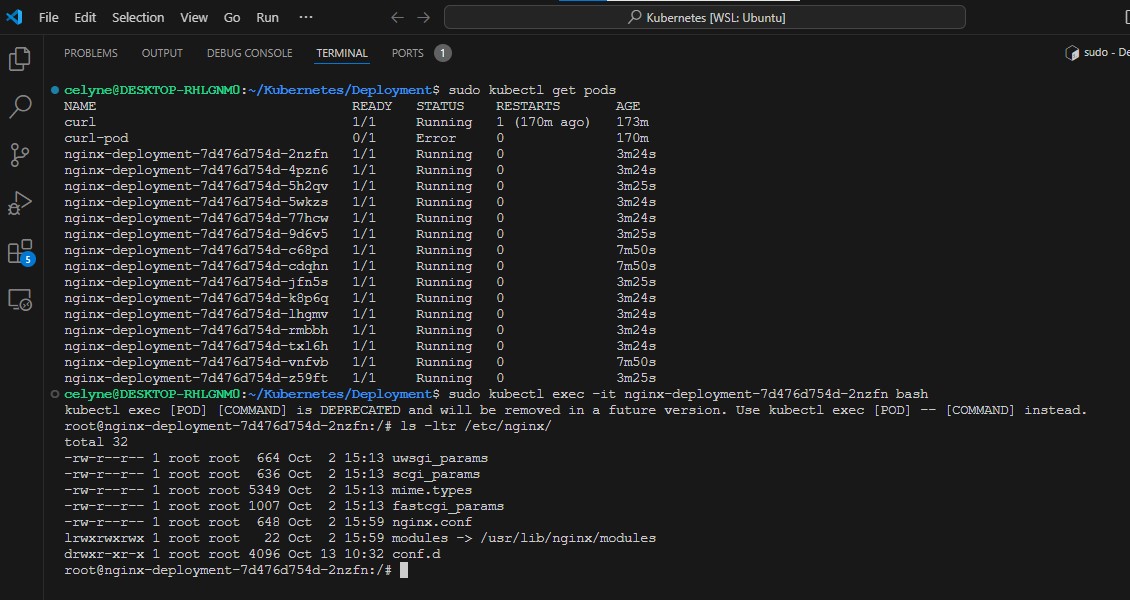 File Edit Selection View Go Run ··· Kubernetes [WSL: Ubuntu]
PROBLEMS OUTPUT DEBUG CONSOLE TERMINAL PORTS 1 sudo - De
celyne@DESKTOP-RHLGNM0:~/Kubernetes/Deployment$ sudo kubectl get pods
NAME READY STATUS RESTARTS AGE
curl 1/1 Running 1 (170m ago) 173m
curl-pod 0/1 Error 0 170m
nginx-deployment-7d476d754d-2nzfn 1/1 Running 0 3m24s
nginx-deployment-7d476d754d-4pzn6 1/1 Running 0 3m24s
nginx-deployment-7d476d754d-5h2qv 1/1 Running 0 3m25s
nginx-deployment-7d476d754d-5wkzs 1/1 Running 0 3m24s
nginx-deployment-7d476d754d-77hcw 1/1 Running 0 3m24s
nginx-deployment-7d476d754d-9d6v5 1/1 Running 0 3m25s
nginx-deployment-7d476d754d-c68pd 1/1 Running 0 7m50s
nginx-deployment-7d476d754d-cdqhn 1/1 Running 0 7m50s
nginx-deployment-7d476d754d-jfn5s 1/1 Running 0 3m25s
nginx-deployment-7d476d754d-k8p6q 1/1 Running 0 3m24s
nginx-deployment-7d476d754d-lhgmv 1/1 Running 0 3m24s
nginx-deployment-7d476d754d-rmbbh 1/1 Running 0 3m24s
nginx-deployment-7d476d754d-txl6h 1/1 Running 0 3m24s
nginx-deployment-7d476d754d-vnfvb 1/1 Running 0 7m50s
nginx-deployment-7d476d754d-z59ft 1/1 Running 0 3m25s
celyne@DESKTOP-RHLGNM0:~/Kubernetes/Deployment$ sudo kubectl exec -it nginx-deployment-7d476d754d-2nzfn bash
kubectl exec [POD] [COMMAND] is DEPRECATED and will be removed in a future version. Use kubectl exec [POD] -- [COMMAND] instead.
root@nginx-deployment-7d476d754d-2nzfn:/# ls -ltr /etc/nginx/
total 32
-rw-r--r-- 1 root root 664 Oct 2 15:13 uwsgi_params
-rw-r--r-- 1 root root 636 Oct 2 15:13 scgi_params
-rw-r--r-- 1 root root 5349 Oct 2 15:13 mime.types
-rw-r--r-- 1 root root 1007 Oct 2 15:13 fastcgi_params
-rw-r--r-- 1 root root 648 Oct 2 15:59 nginx.conf
lrwxrwxrwx 1 root root 22 Oct 2 15:59 modules -> /usr/lib/nginx/modules
drwxr-xr-x 1 root root 4096 Oct 13 10:32 conf.d
root@nginx-deployment-7d476d754d-2nzfn:/#
5